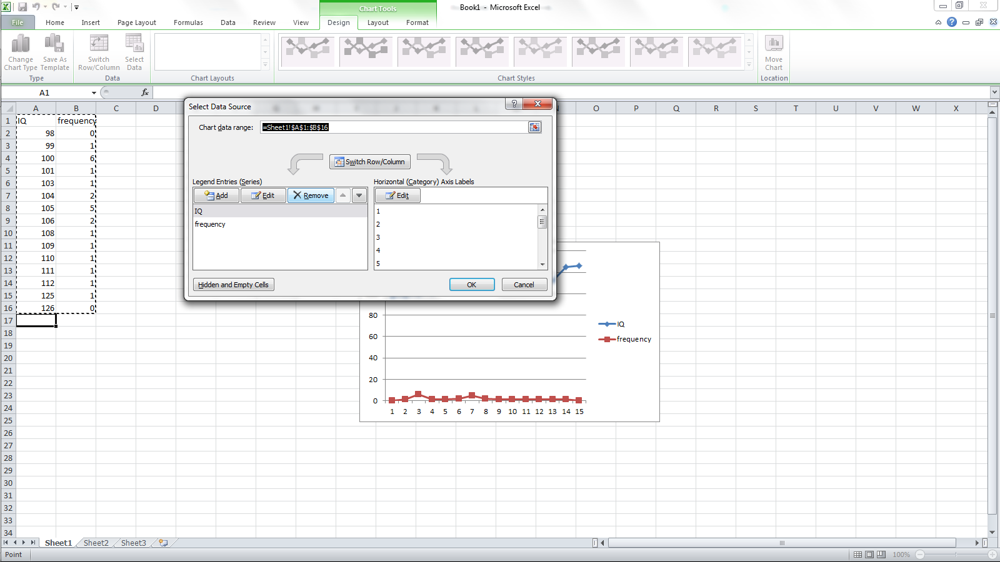 Chart Tools
Book1 - Microsoft Excel
File Home Insert Page Layout Formulas Data Review View Design Layout Format
Change Chart Type
Save As Template
Switch Row/Column
Select Data
Move Chart
Type Data Chart Layouts Chart Styles Location
A1 fx
Select Data Source
Chart data range: =Sheet1!$A$1:$B$16
Switch Row/Column
Legend Entries (Series)
Add Edit Remove
IQ
frequency
Horizontal (Category) Axis Labels
Edit
1
2
3
4
5
Hidden and Empty Cells OK Cancel
A B C D O P Q R S T U V W X
1 IQ frequency
2 98 0
3 99 1
4 100 6
5 101 1
6 103 1
7 104 2
8 105 5
9 106 2
10 108 1
11 109 1
12 110 1
13 111 1
14 112 1
15 125 1
16 126 0
17
18
19
20
21
22
23
24
25
26
27
28
29
30
31
32
33
34
80
60
40
20
0
1 2 3 4 5 6 7 8 9 10 11 12 13 14 15
IQ
frequency
Sheet1 Sheet2 Sheet3
Point 100%